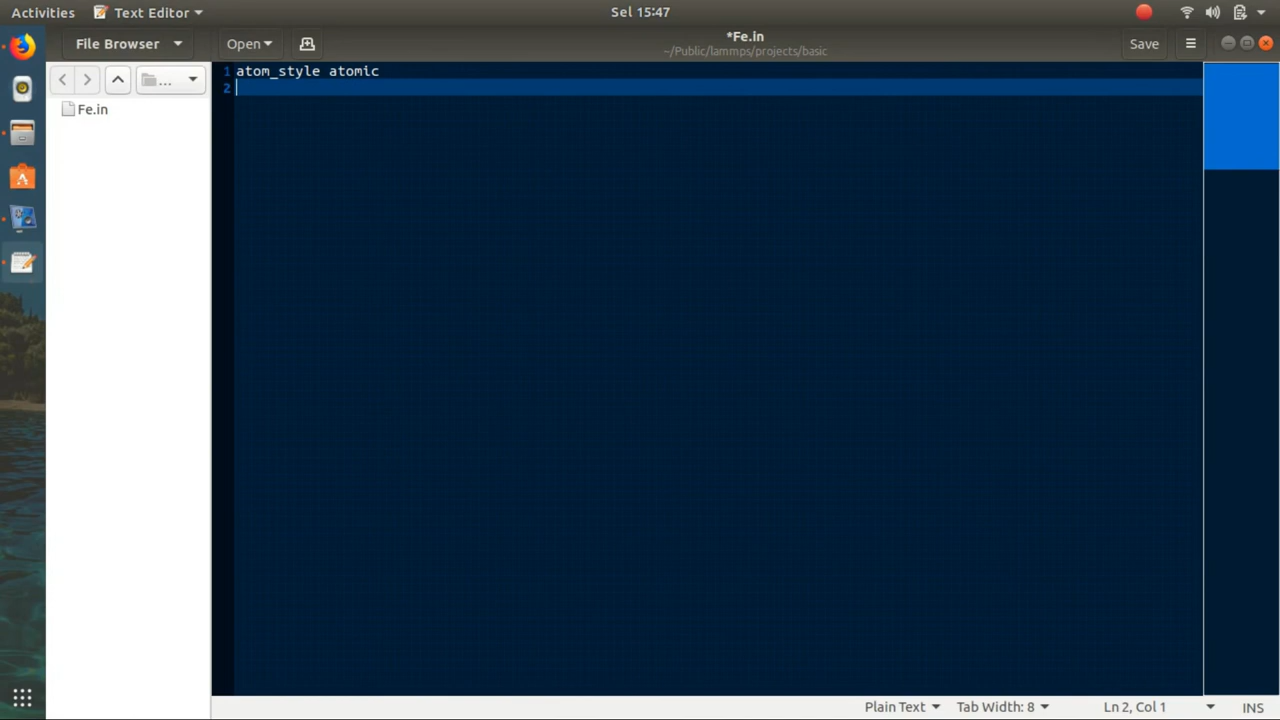 Activities Text Editor Sel 15:47
File Browser Open *Fe.in Save
~/Public/lammps/projects/basic
...
1 atom_style atomic
2
Fe.in
Plain Text Tab Width: 8 Ln 2, Col 1 INS